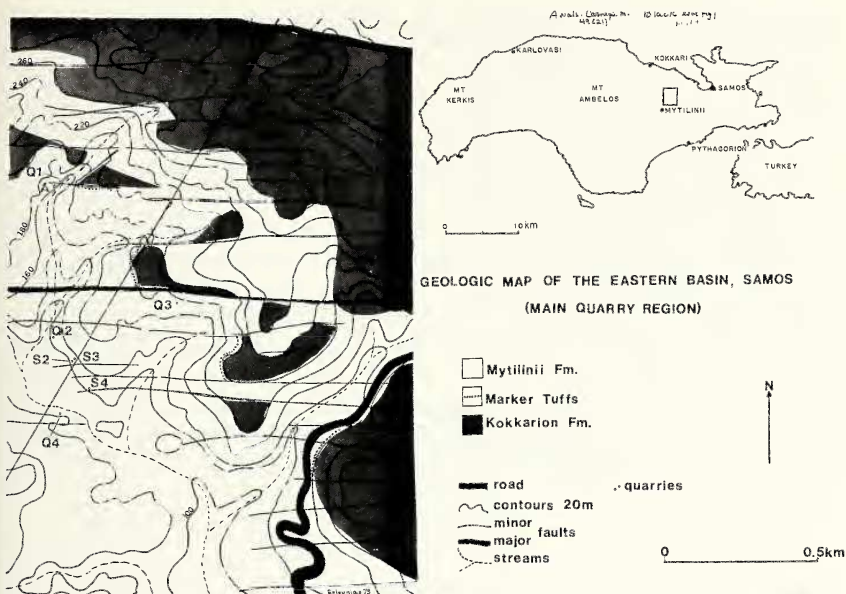 260
240
220
Q1
180
160
Q3
Q2
S2
S3
S4
Q4
100
KARLOVASI
KOKKARI
MT
KERKIS
MT
AMBELOS
SAMOS
MYTILINII
PYTHAGORION
TURKEY
0 10km
GEOLOGIC MAP OF THE EASTERN BASIN, SAMOS
(MAIN QUARRY REGION)
Mytilinii Fm.
Marker Tuffs
Kokkarion Fm.
N
road
quarries
contours 20m
minor
faults
major
streams
0 0.5km